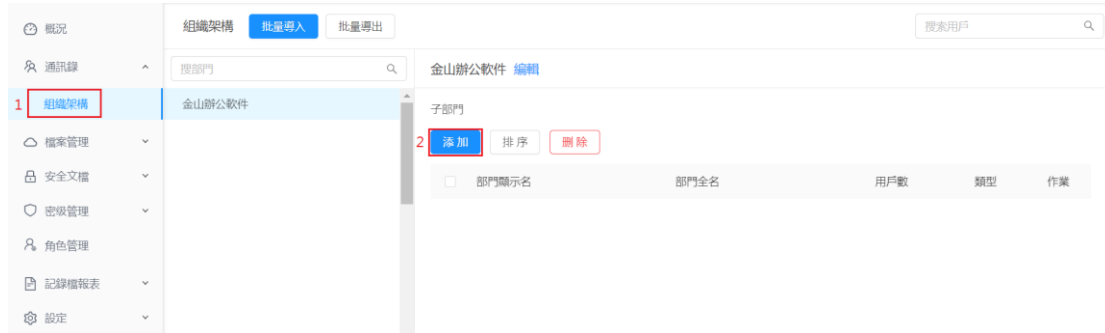 概況
組織架構 批量導入 批量導出 搜索用戶
通訊錄
搜部門
金山辦公軟件 編輯
1 組織架構
金山辦公軟件
子部門
檔案管理
2 添加 排序 刪除
安全文檔
部門顯示名 部門全名 用戶數 類型 作業
密級管理
角色管理
記錄檔報表
設定